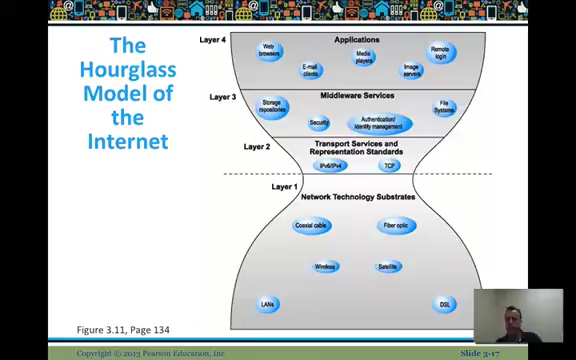 The
Hourglass
Model of
the
Internet
Layer 4
Applications
Web
browsers
E-mail
clients
Media
players
Image
servers
Remote
login
Layer 3
Middleware Services
Storage
repositories
Security
Authentication/
Identity management
File
Systems
Layer 2
Transport Services and
Representation Standards
IPv6/IPv4
TCP
Layer 1
Network Technology Substrates
Coaxial cable
Fiber optic
Wireless
Satellite
LANs
DSL
Figure 3.11, Page 134
Copyright © 2013 Pearson Education, Inc.
Slide 3-17